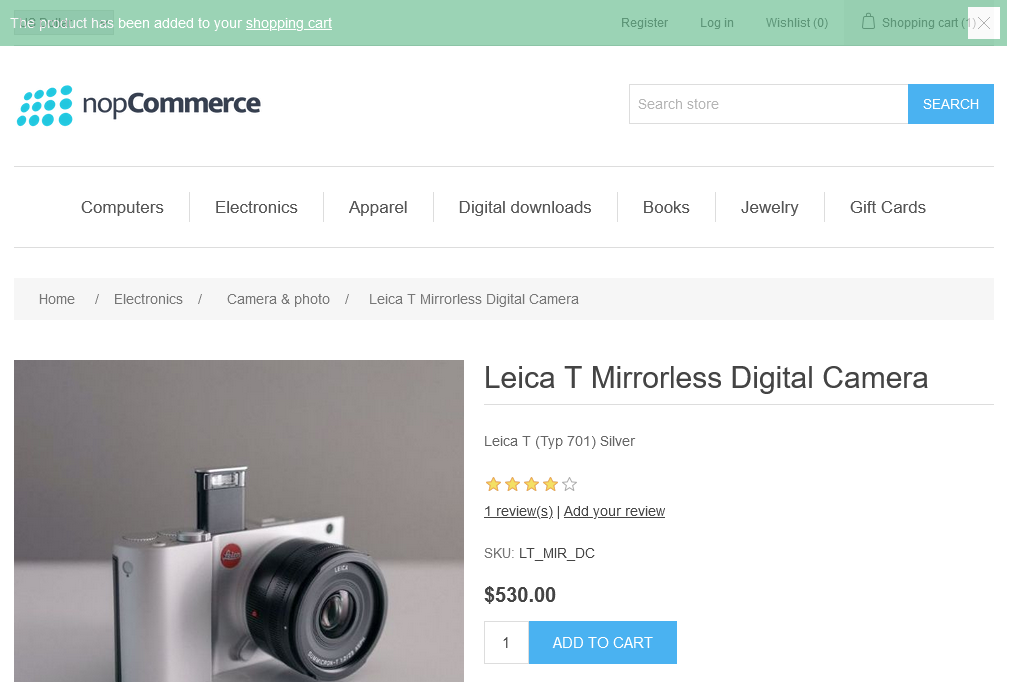 The product has been added to your shopping cart
Register
Log in
Wishlist (0)
Shopping cart (1)
nopCommerce
Search store
SEARCH
Computers
Electronics
Apparel
Digital downloads
Books
Jewelry
Gift Cards
Home / Electronics / Camera & photo / Leica T Mirrorless Digital Camera
Leica T Mirrorless Digital Camera
Leica T (Typ 701) Silver
1 review(s) | Add your review
SKU: LT_MIR_DC
$530.00
1
ADD TO CART
Leica
LEICA